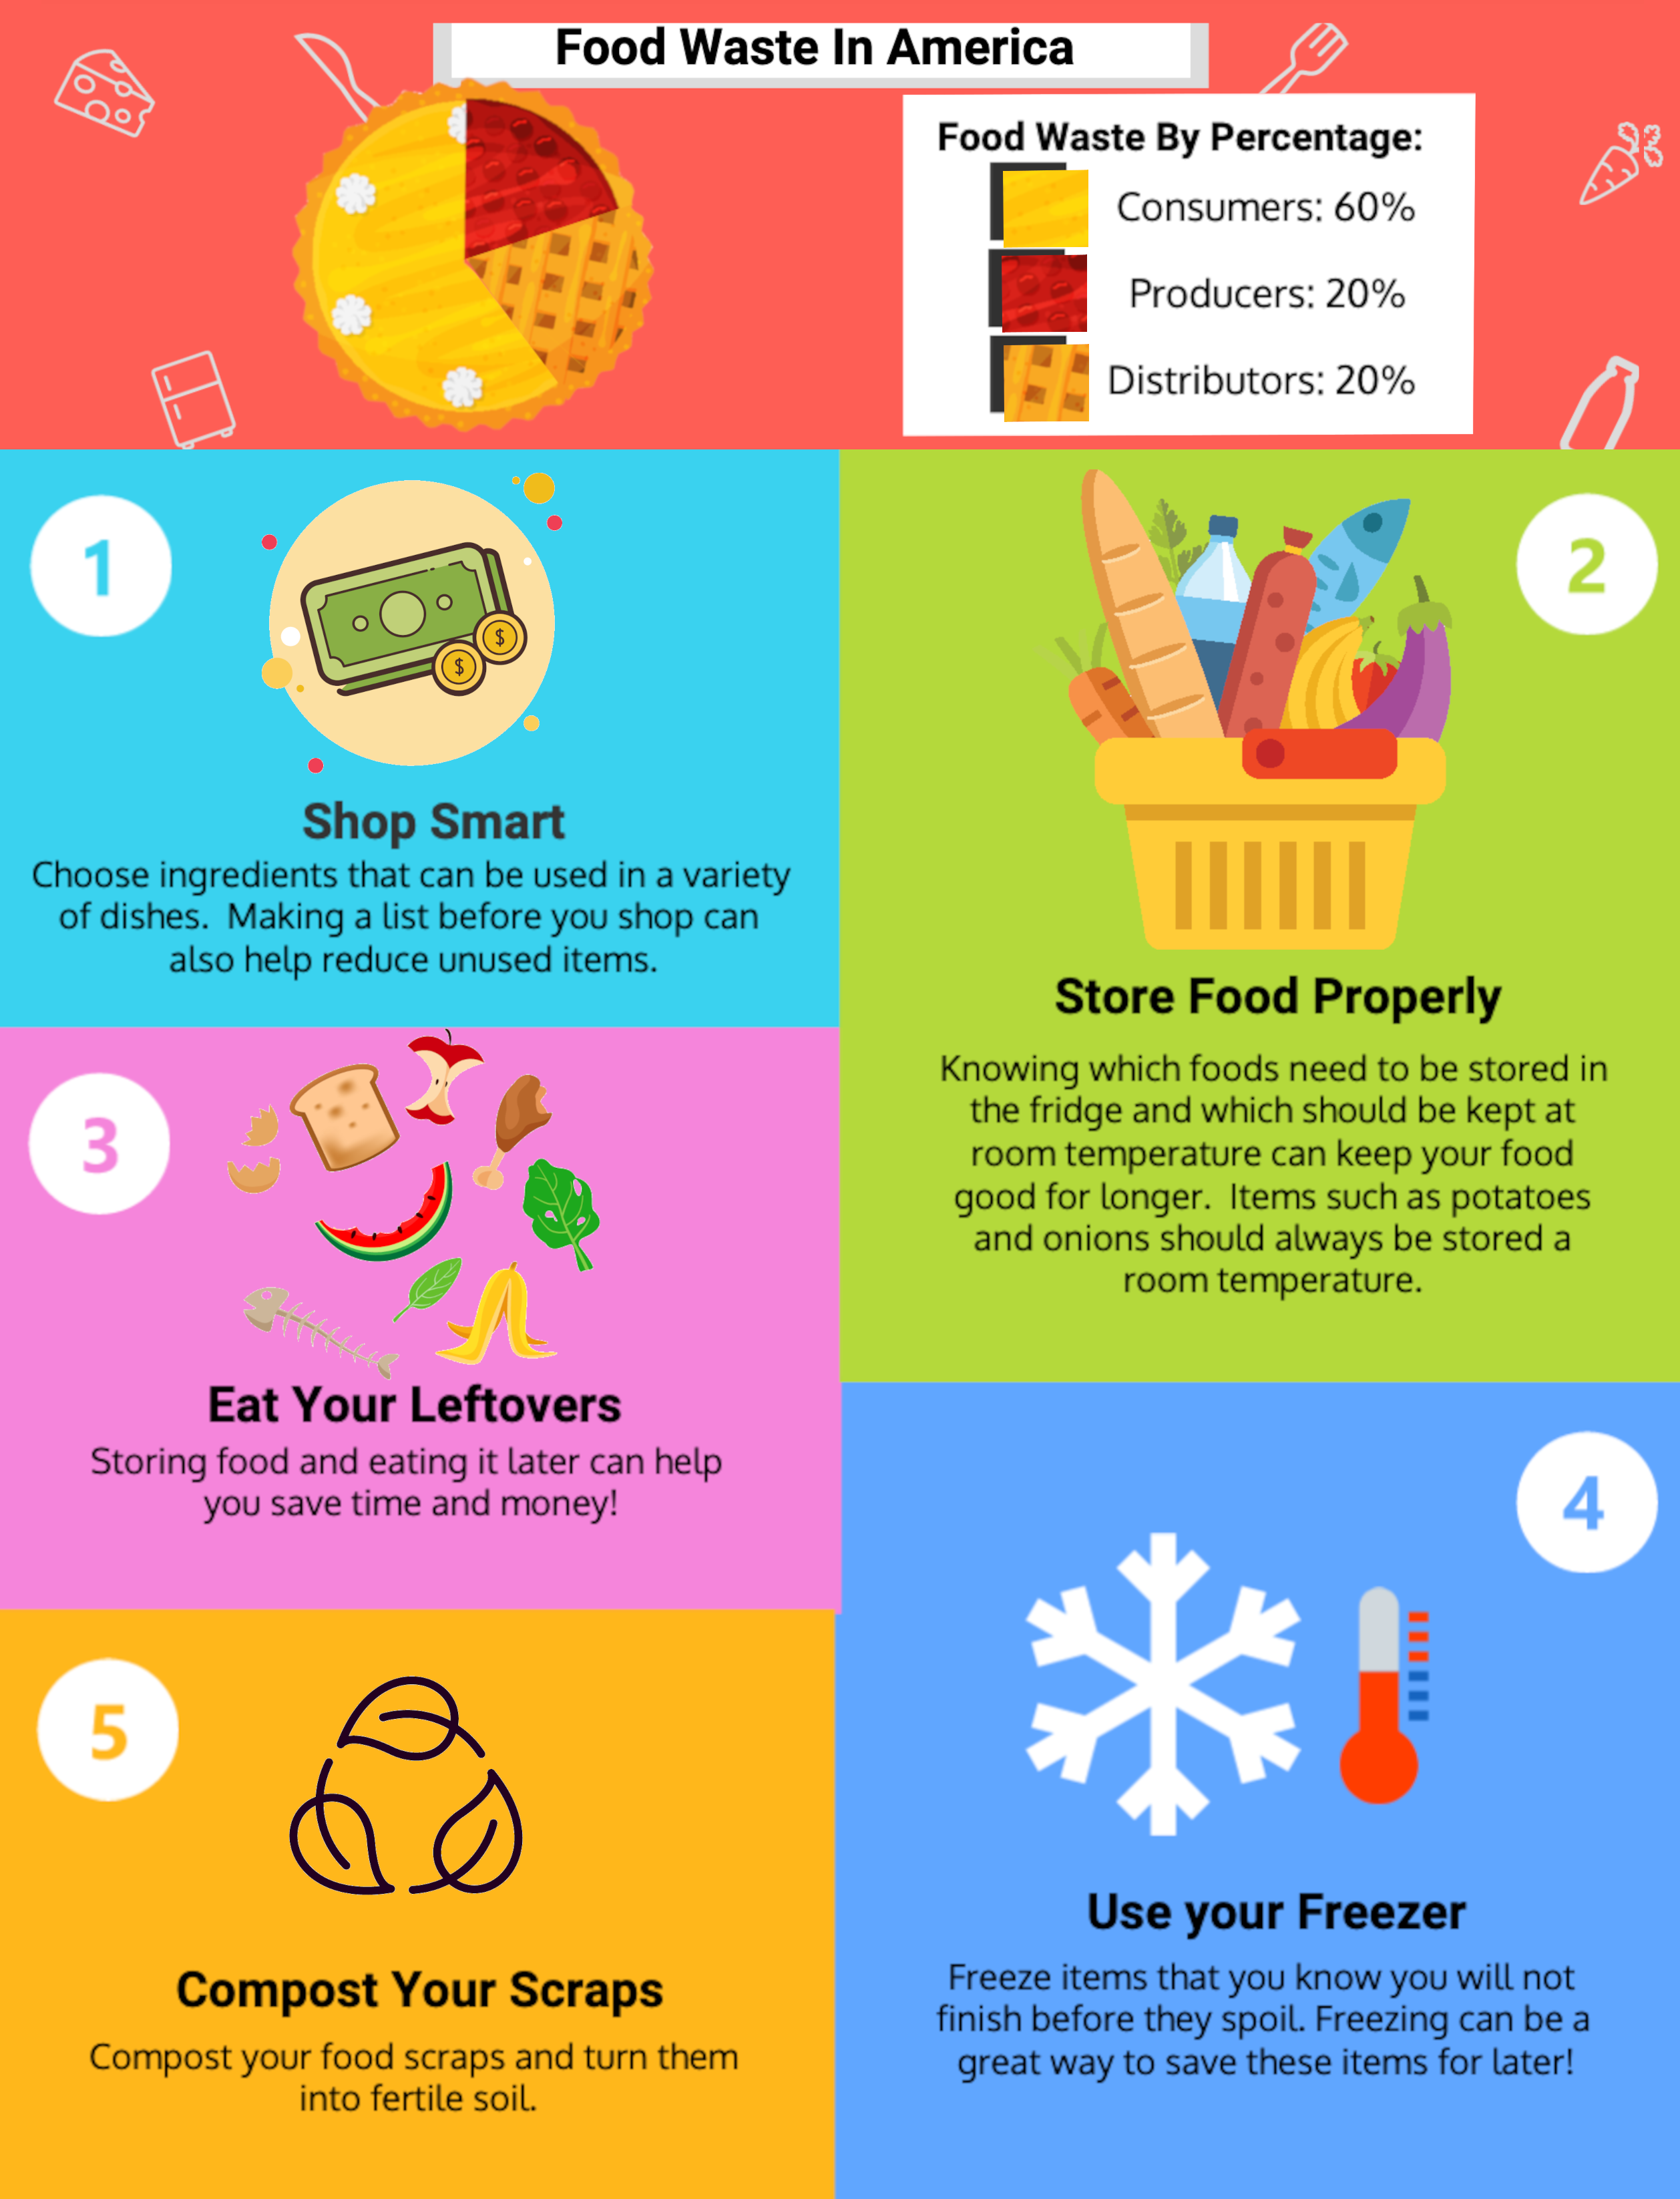 Food Waste In America
Food Waste By Percentage:
Consumers: 60%
Producers: 20%
Distributors: 20%
1
$
$
Shop Smart
Choose ingredients that can be used in a variety
of dishes.  Making a list before you shop can
also help reduce unused items.
2
Store Food Properly
Knowing which foods need to be stored in
the fridge and which should be kept at
room temperature can keep your food
good for longer.  Items such as potatoes
and onions should always be stored a
room temperature.
3
Eat Your Leftovers
Storing food and eating it later can help
you save time and money!
4
Use your Freezer
Freeze items that you know you will not
finish before they spoil. Freezing can be a
great way to save these items for later!
5
Compost Your Scraps
Compost your food scraps and turn them
into fertile soil.